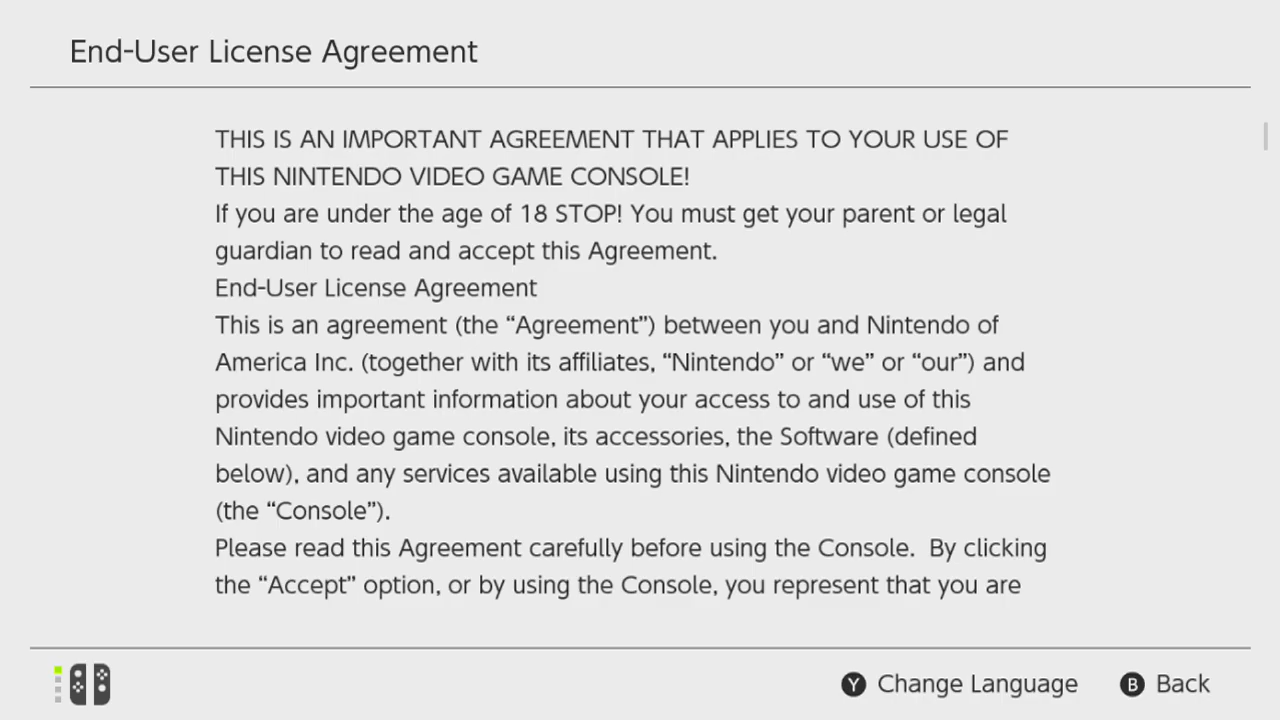 End-User License Agreement
THIS IS AN IMPORTANT AGREEMENT THAT APPLIES TO YOUR USE OF
THIS NINTENDO VIDEO GAME CONSOLE!
If you are under the age of 18 STOP! You must get your parent or legal
guardian to read and accept this Agreement.
End-User License Agreement
This is an agreement (the “Agreement”) between you and Nintendo of
America Inc. (together with its affiliates, “Nintendo” or “we” or “our”) and
provides important information about your access to and use of this
Nintendo video game console, its accessories, the Software (defined
below), and any services available using this Nintendo video game console
(the “Console”).
Please read this Agreement carefully before using the Console.  By clicking
the “Accept” option, or by using the Console, you represent that you are
Y Change Language B Back